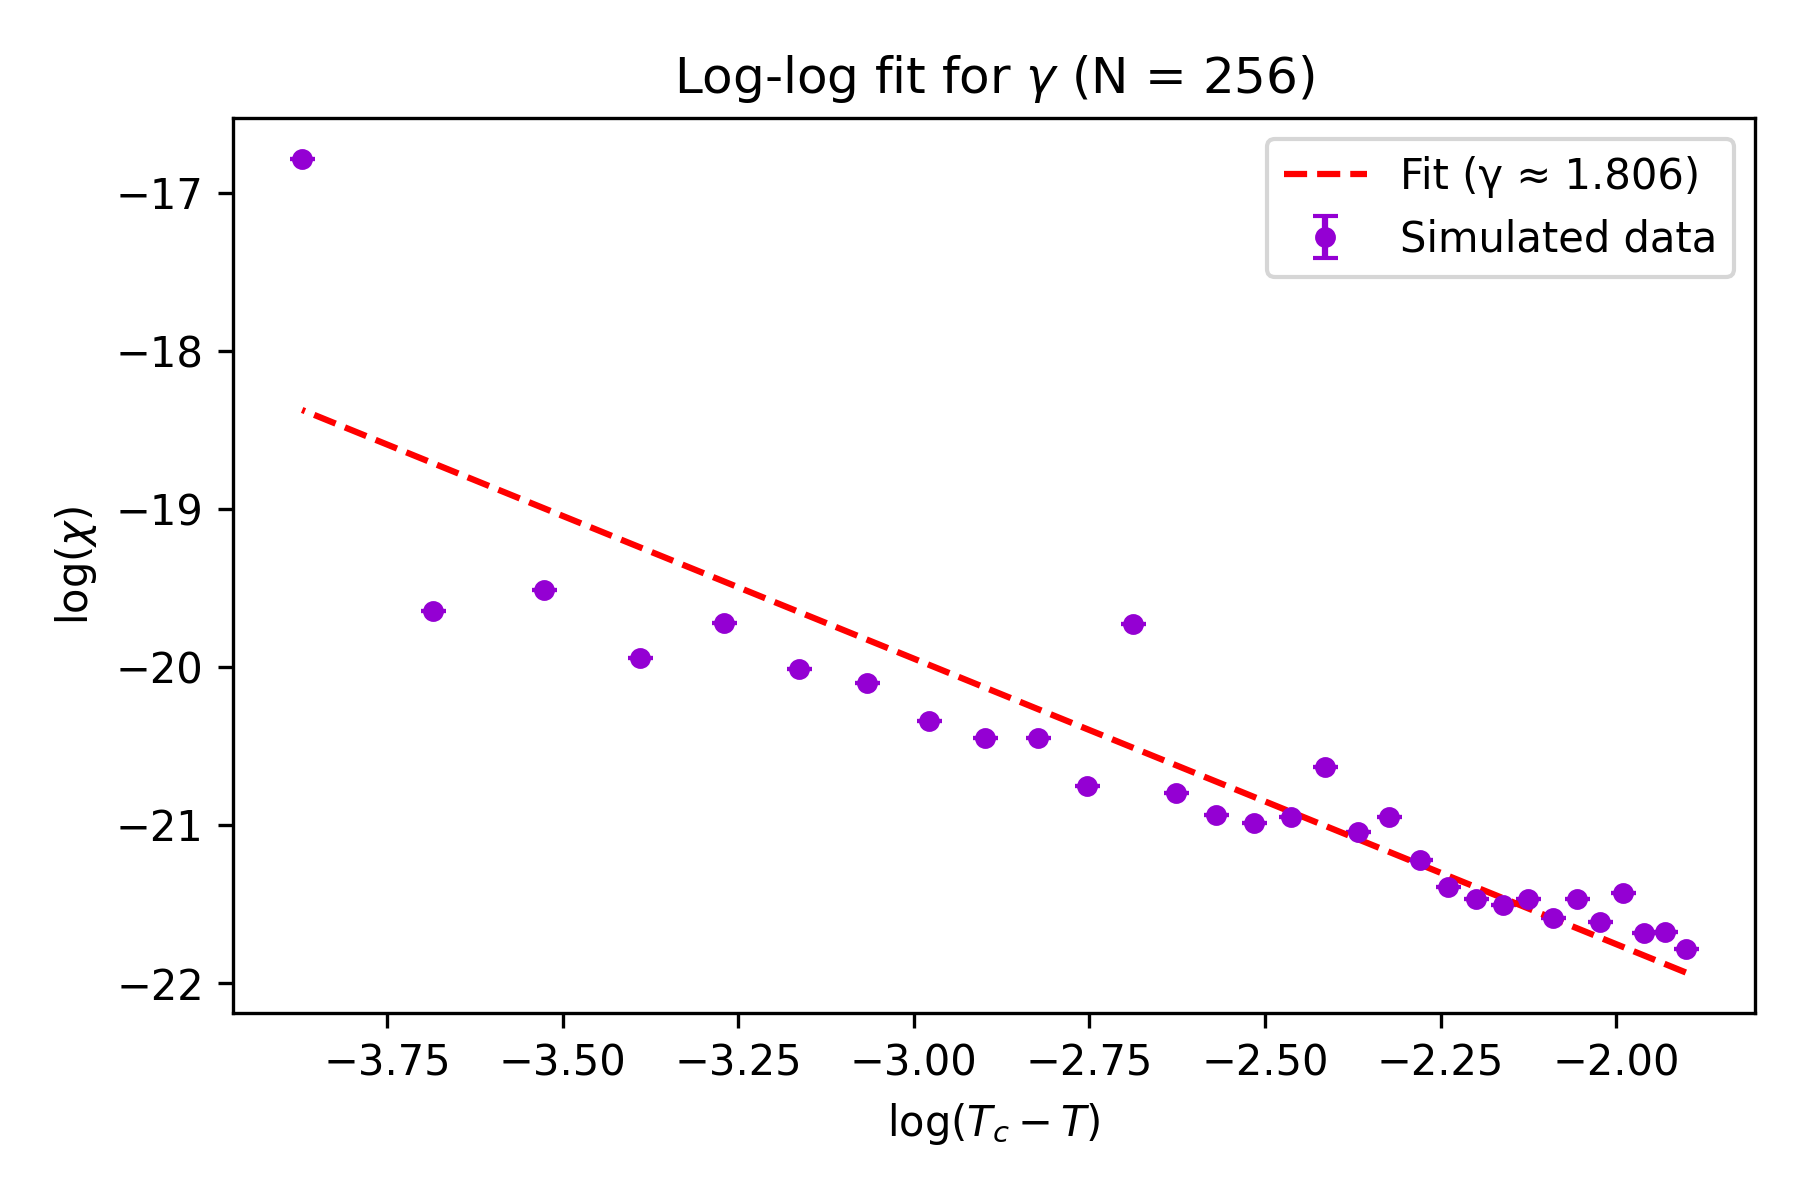 Log-log fit for γ (N = 256)
Fit (γ ≈ 1.806)
Simulated data
log(χ)
−17
−18
−19
−20
−21
−22
−3.75
−3.50
−3.25
−3.00
−2.75
−2.50
−2.25
−2.00
log(T_c − T)